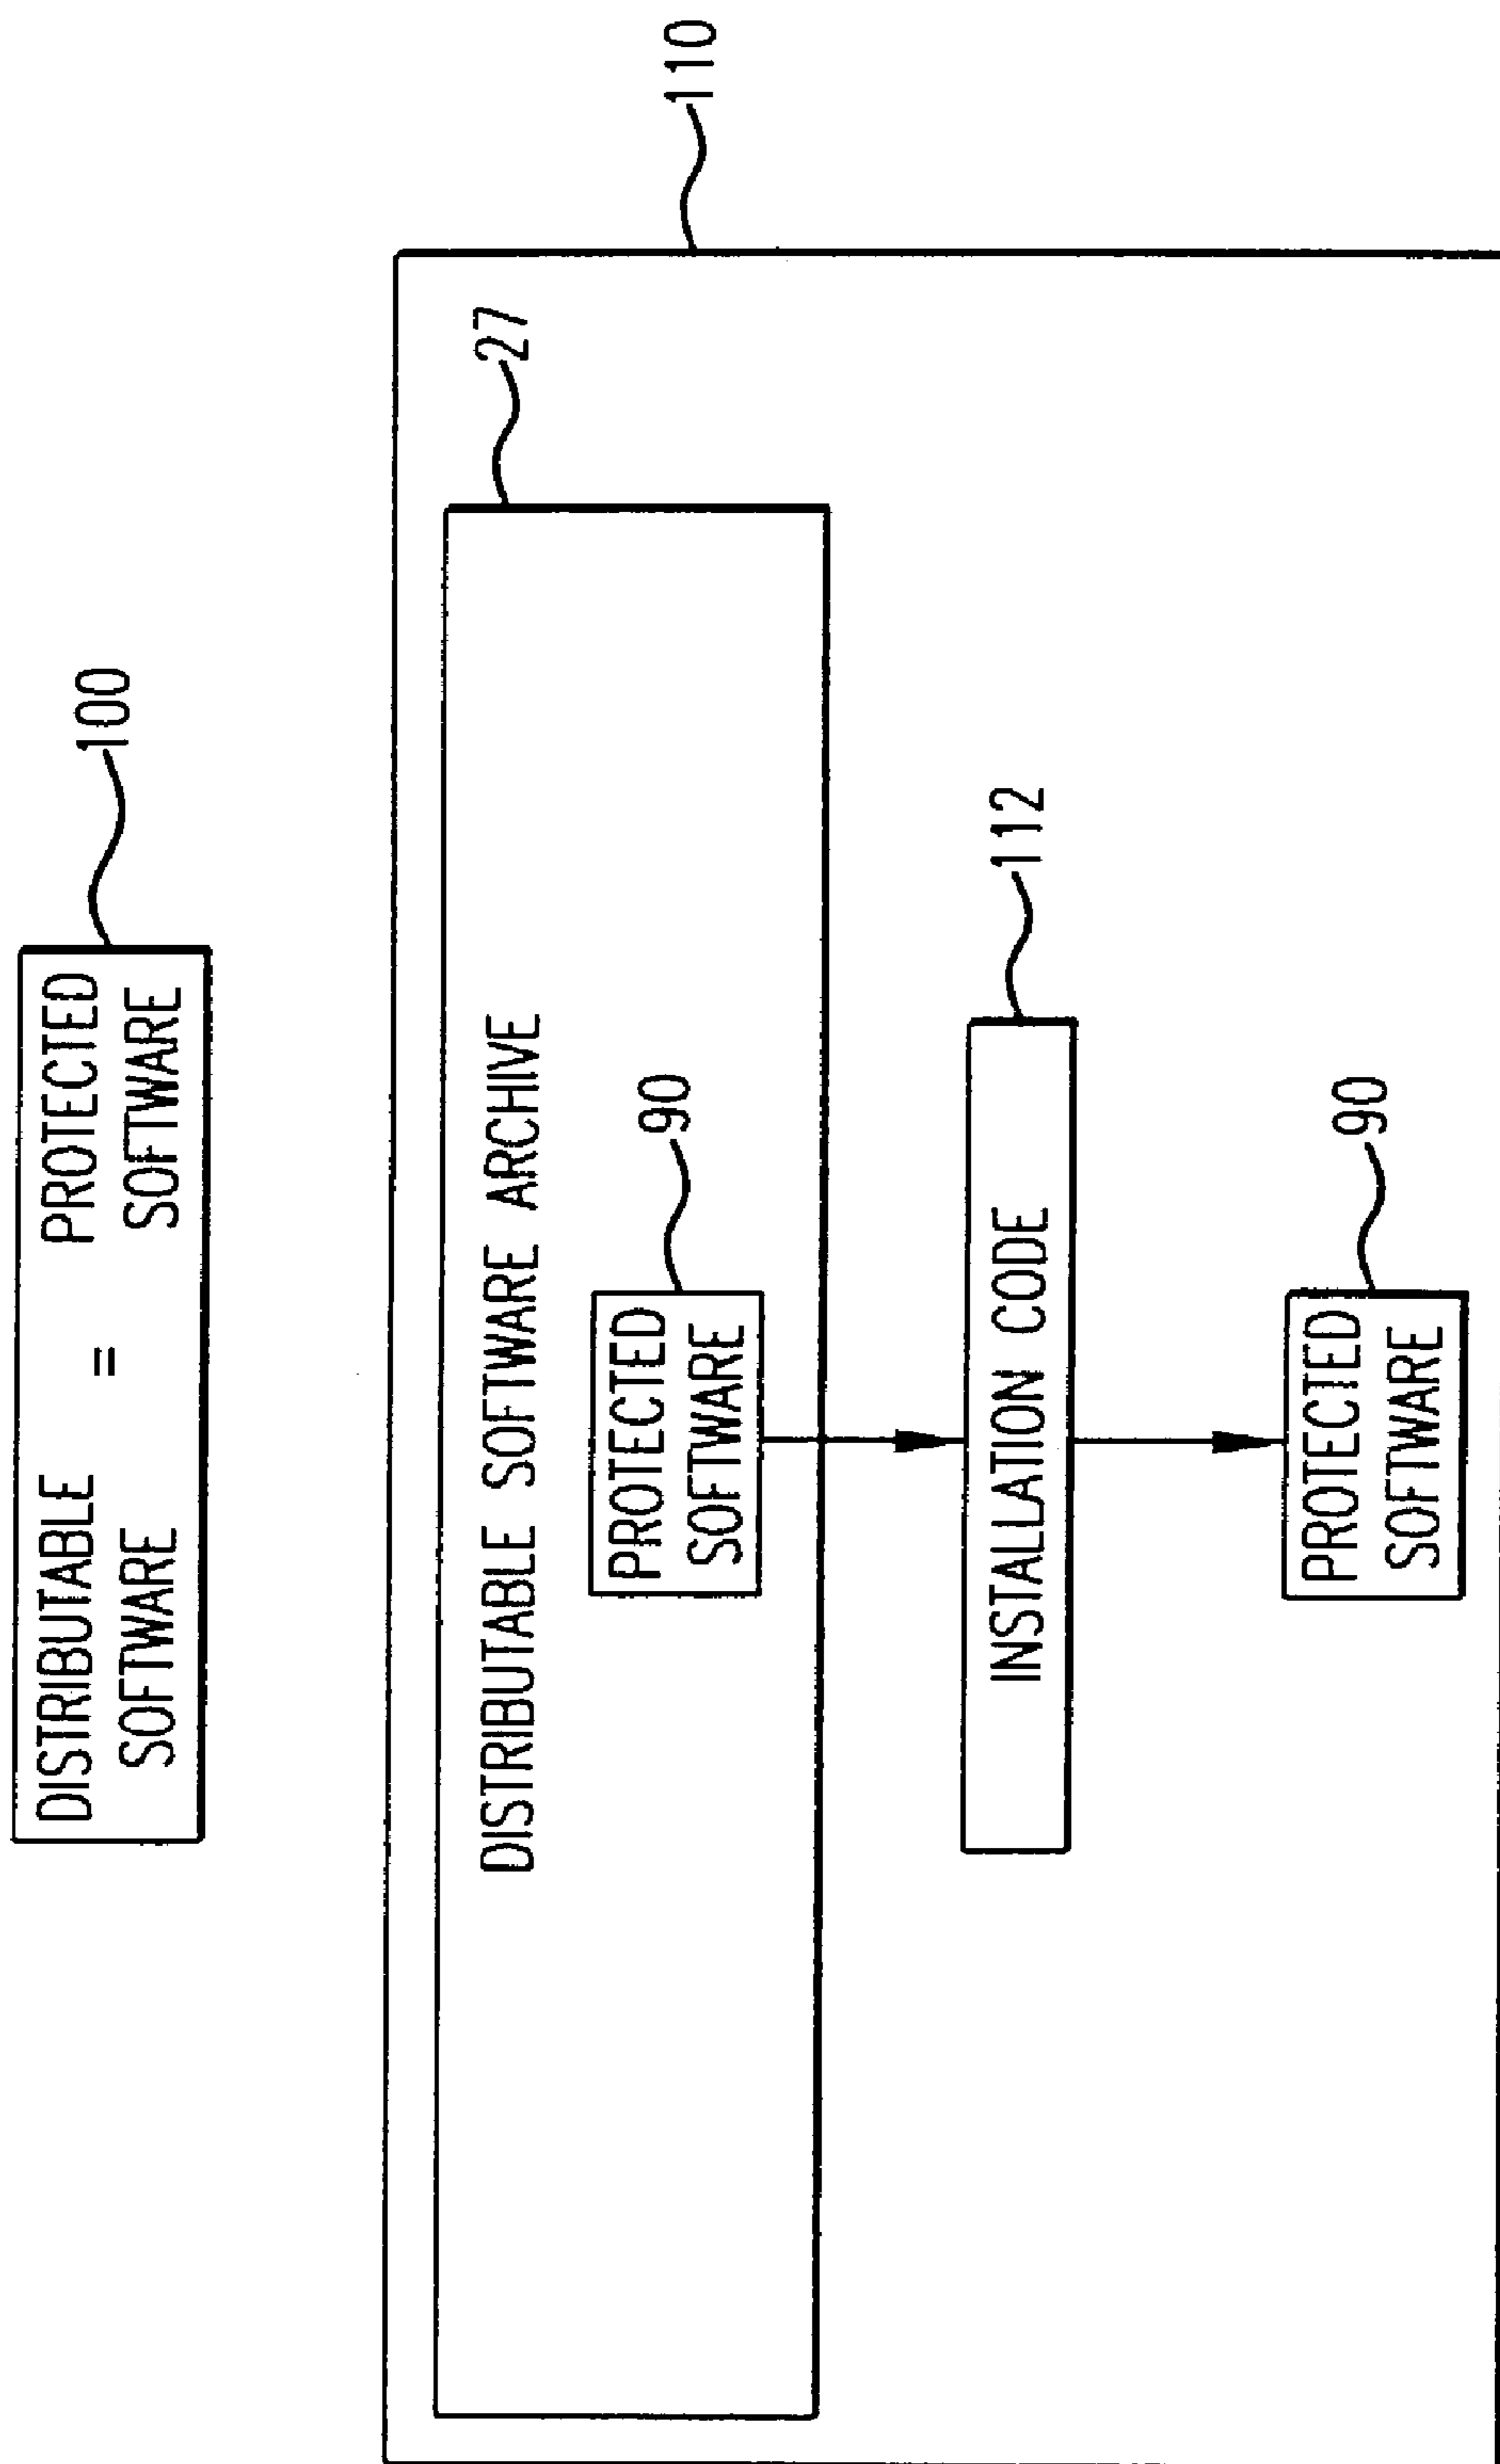 DISTRIBUTABLE = PROTECTED
SOFTWARE SOFTWARE
100
110
27
DISTRIBUTABLE SOFTWARE ARCHIVE
90
PROTECTED
SOFTWARE
112
INSTALLATION CODE
90
PROTECTED
SOFTWARE